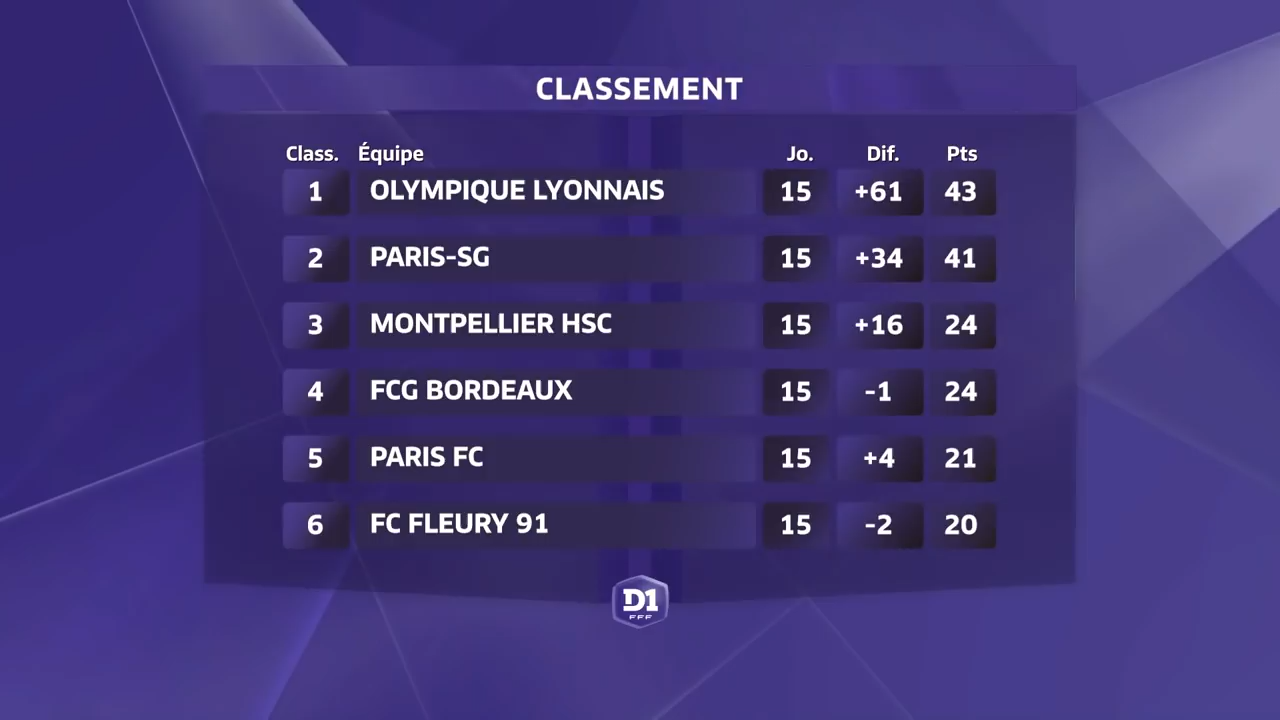 CLASSEMENT
Class. Équipe Jo. Dif. Pts
1 OLYMPIQUE LYONNAIS 15 +61 43
2 PARIS-SG 15 +34 41
3 MONTPELLIER HSC 15 +16 24
4 FCG BORDEAUX 15 -1 24
5 PARIS FC 15 +4 21
6 FC FLEURY 91 15 -2 20
D1
FFF